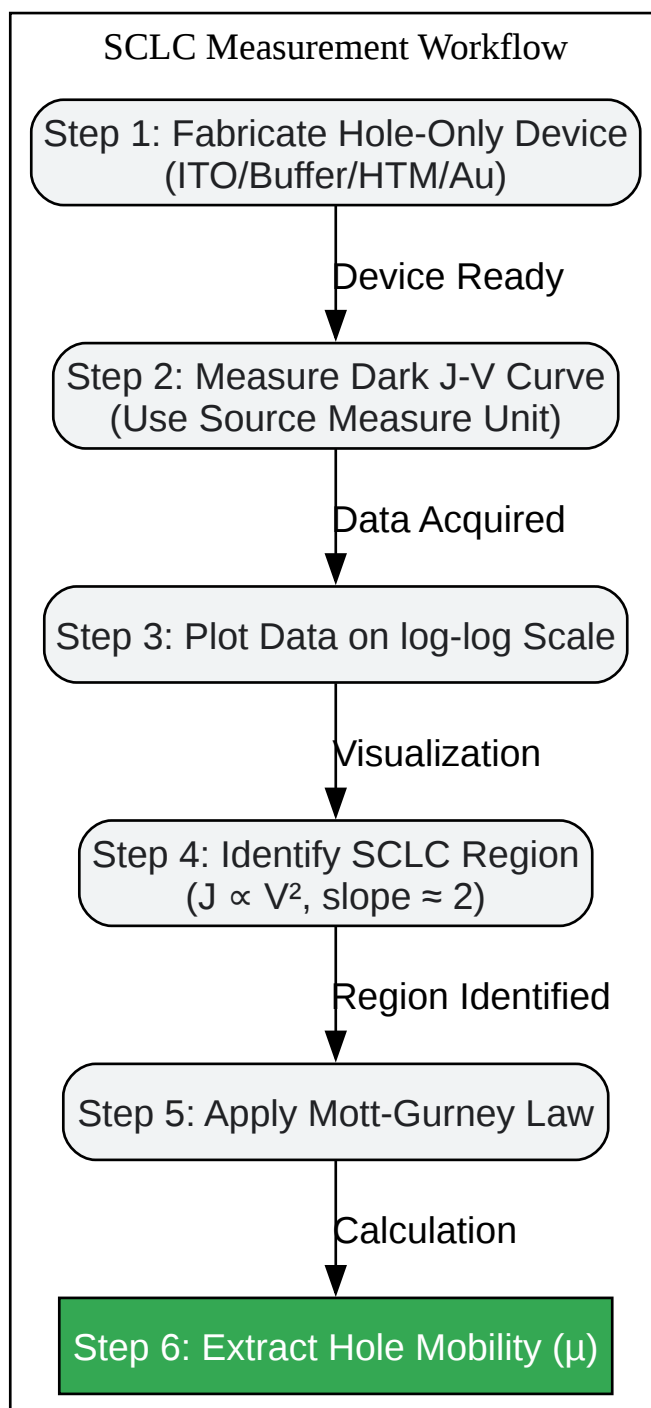 SCLC Measurement Workflow
Step 1: Fabricate Hole-Only Device
(ITO/Buffer/HTM/Au)
Device Ready
Step 2: Measure Dark J-V Curve
(Use Source Measure Unit)
Data Acquired
Step 3: Plot Data on log-log Scale
Visualization
Step 4: Identify SCLC Region
(J ∝ V², slope ≈ 2)
Region Identified
Step 5: Apply Mott-Gurney Law
Calculation
Step 6: Extract Hole Mobility (μ)